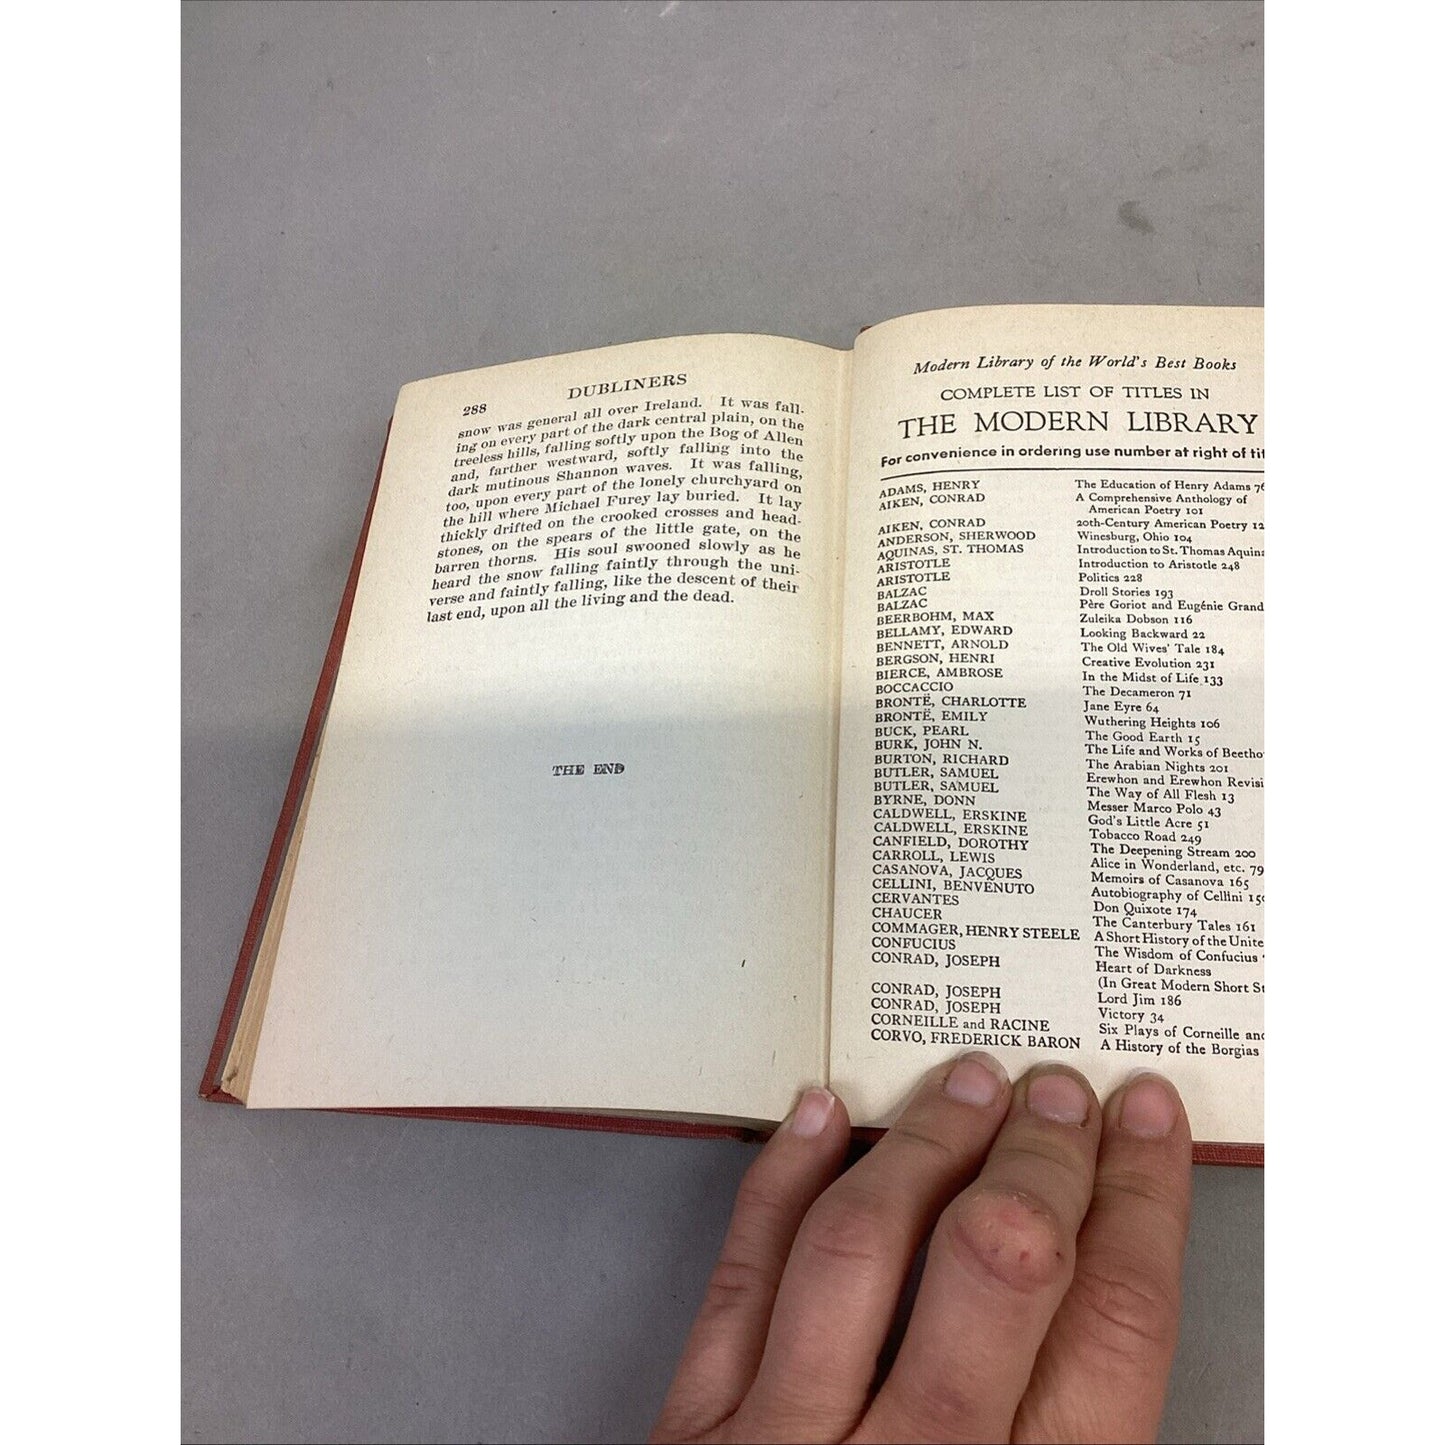 288
DUBLINERS
snow was general all over Ireland. It was fall-
ing on every part of the dark central plain, on the
treeless hills, falling softly upon the Bog of Allen
and, farther westward, softly falling into the
dark mutinous Shannon waves. It was falling,
too, upon every part of the lonely churchyard on
the hill where Michael Furey lay buried. It lay
thickly drifted on the crooked crosses and head-
stones, on the spears of the little gate, on the
barren thorns. His soul swooned slowly as he
heard the snow falling faintly through the uni-
verse and faintly falling, like the descent of their
last end, upon all the living and the dead.
THE END
Modern Library of the World's Best Books
COMPLETE LIST OF TITLES IN
THE MODERN LIBRARY
For convenience in ordering use number at right of tit
ADAMS, HENRY The Education of Henry Adams 76
AIKEN, CONRAD A Comprehensive Anthology of
American Poetry 101
AIKEN, CONRAD 20th-Century American Poetry 12
ANDERSON, SHERWOOD Winesburg, Ohio 104
AQUINAS, ST. THOMAS Introduction to St. Thomas Aquina
ARISTOTLE Introduction to Aristotle 248
ARISTOTLE Politics 228
BALZAC Droll Stories 193
BALZAC Père Goriot and Eugénie Grand
BEERBOHM, MAX Zuleika Dobson 116
BELLAMY, EDWARD Looking Backward 22
BENNETT, ARNOLD The Old Wives' Tale 184
BERGSON, HENRI Creative Evolution 231
BIERCE, AMBROSE In the Midst of Life 133
BOCCACCIO The Decameron 71
BRONTË, CHARLOTTE Jane Eyre 64
BRONTË, EMILY Wuthering Heights 106
BUCK, PEARL The Good Earth 15
BURK, JOHN N. The Life and Works of Beetho
BURTON, RICHARD The Arabian Nights 201
BUTLER, SAMUEL Erewhon and Erewhon Revisi
BUTLER, SAMUEL The Way of All Flesh 13
BYRNE, DONN Messer Marco Polo 43
CALDWELL, ERSKINE God's Little Acre 51
CALDWELL, ERSKINE Tobacco Road 249
CANFIELD, DOROTHY The Deepening Stream 200
CARROLL, LEWIS Alice in Wonderland, etc. 79
CASANOVA, JACQUES Memoirs of Casanova 165
CELLINI, BENVENUTO Autobiography of Cellini 150
CERVANTES Don Quixote 174
CHAUCER The Canterbury Tales 161
COMMAGER, HENRY STEELE A Short History of the Unite
CONFUCIUS The Wisdom of Confucius
CONRAD, JOSEPH Heart of Darkness
(In Great Modern Short St
CONRAD, JOSEPH Lord Jim 186
CONRAD, JOSEPH Victory 34
CORNEILLE and RACINE Six Plays of Corneille and
CORVO, FREDERICK BARON A History of the Borgias